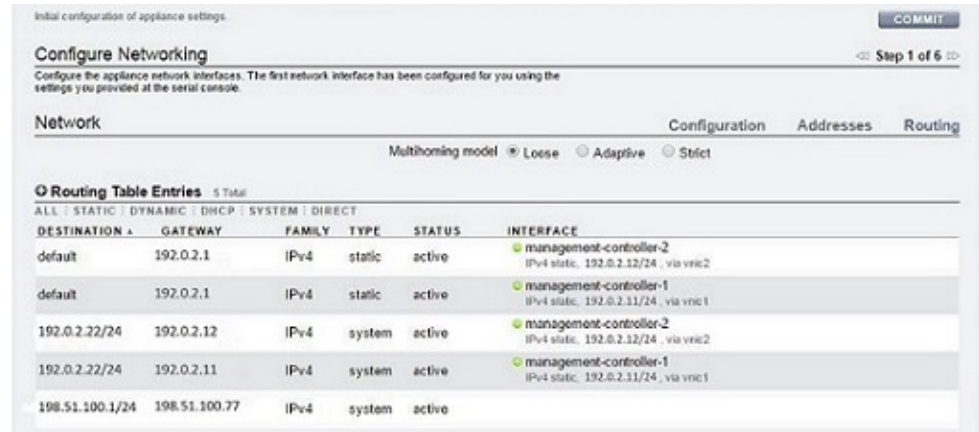 Initial configuration of appliance settings.
COMMIT
Configure Networking
Step 1 of 6
Configure the appliance network interfaces. The first network interface has been configured for you using the
settings you provided at the serial console.
Network
Configuration Addresses Routing
Multihoming model Loose Adaptive Strict
Routing Table Entries 5 Total
ALL STATIC DYNAMIC DHCP SYSTEM DIRECT
DESTINATION GATEWAY FAMILY TYPE STATUS INTERFACE
default 192.0.2.1 IPv4 static active management-controller-2
IPv4 static, 192.0.2.12/24 , via vnic2
default 192.0.2.1 IPv4 static active management-controller-1
IPv4 static, 192.0.2.11/24 , via vnic1
192.0.2.22/24 192.0.2.12 IPv4 system active management-controller-2
IPv4 static, 192.0.2.12/24 , via vnic2
192.0.2.22/24 192.0.2.11 IPv4 system active management-controller-1
IPv4 static, 192.0.2.11/24 , via vnic1
198.51.100.1/24 198.51.100.77 IPv4 system active